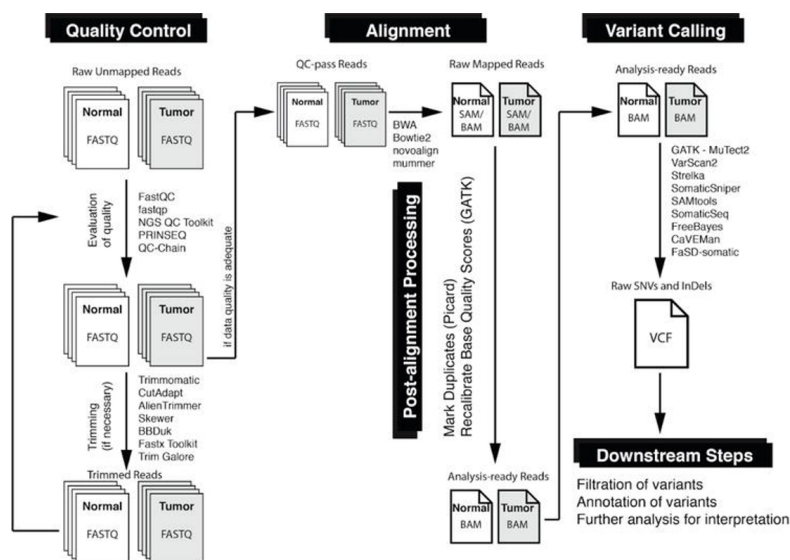 Quality Control
Raw Unmapped Reads
Normal
FASTQ
Tumor
FASTQ
Evaluation
of quality
FastQC
fastqp
NGS QC Toolkit
PRINSEQ
QC-Chain
Normal
FASTQ
Tumor
FASTQ
if data quality is adequate
Trimming
(if necessary)
Trimmomatic
CutAdapt
AlienTrimmer
Skewer
BBDuk
Fastx Toolkit
Trim Galore
Trimmed Reads
Normal
FASTQ
Tumor
FASTQ
Alignment
QC-pass Reads
Normal
FASTQ
Tumor
FASTQ
BWA
Bowtie2
novoalign
mummer
Raw Mapped Reads
Normal
SAM/
BAM
Tumor
SAM/
BAM
Post-alignment Processing
Mark Duplicates (Picard)
Recalibrate Base Quality Scores (GATK)
Analysis-ready Reads
Normal
BAM
Tumor
BAM
Variant Calling
Analysis-ready Reads
Normal
BAM
Tumor
BAM
GATK - MuTect2
VarScan2
Strelka
SomaticSniper
SAMtools
SomaticSeq
FreeBayes
CaVEMan
FaSD-somatic
Raw SNVs and InDels
VCF
Downstream Steps
Filtration of variants
Annotation of variants
Further analysis for interpretation